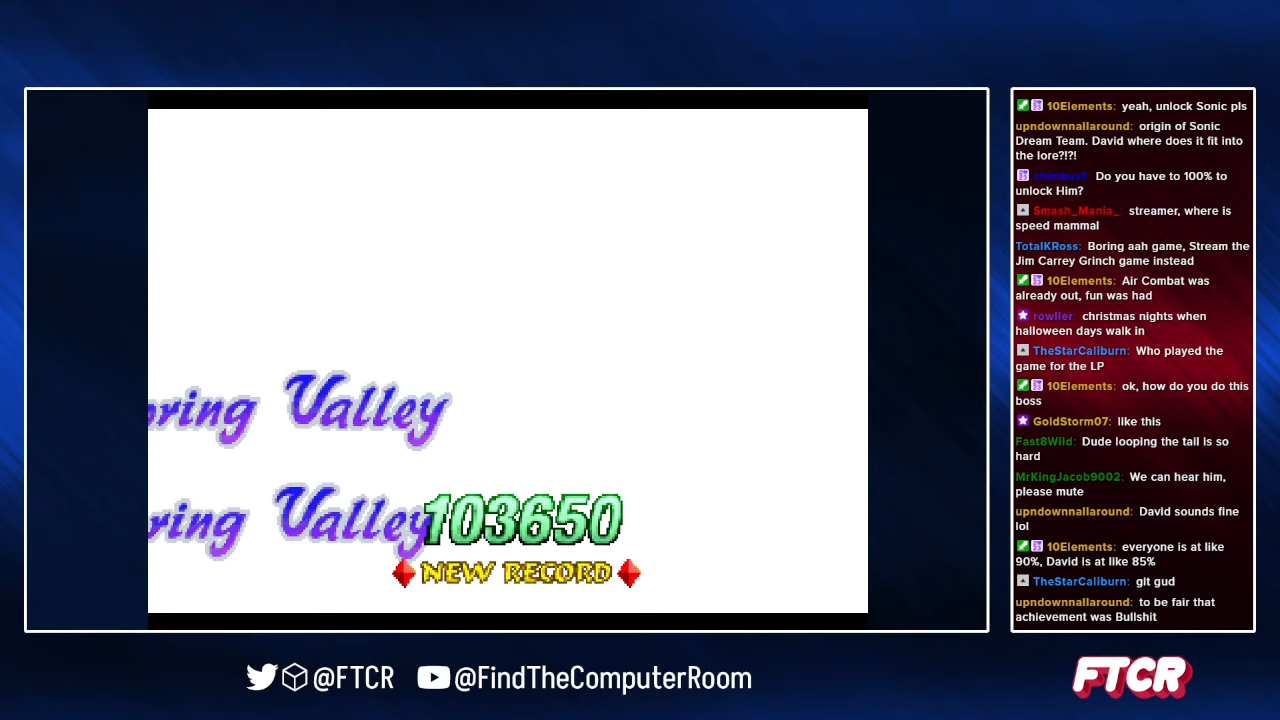 oring Valley
ring Valley
103650
NEW RECORD
10Elements: yeah, unlock Sonic pls
upndownnallaround: origin of Sonic
Dream Team. David where does it fit into
the lore?!?!
Do you have to 100% to
unlock Him?
Smash_Mania_: streamer, where is
speed mammal
TotalKRoss: Boring aah game, Stream the
Jim Carrey Grinch game instead
10Elements: Air Combat was
already out, fun was had
rowller: christmas nights when
halloween days walk in
TheStarCaliburn: Who played the
game for the LP
10Elements: ok, how do you do this
boss
GoldStorm07: like this
Fast8Wild: Dude looping the tail is so
hard
MrKingJacob9002: We can hear him,
please mute
upndownnallaround: David sounds fine
lol
10Elements: everyone is at like
90%, David is at like 85%
TheStarCaliburn: git gud
upndownnallaround: to be fair that
achievement was Bullshit
@FTCR @FindTheComputerRoom
FTCR